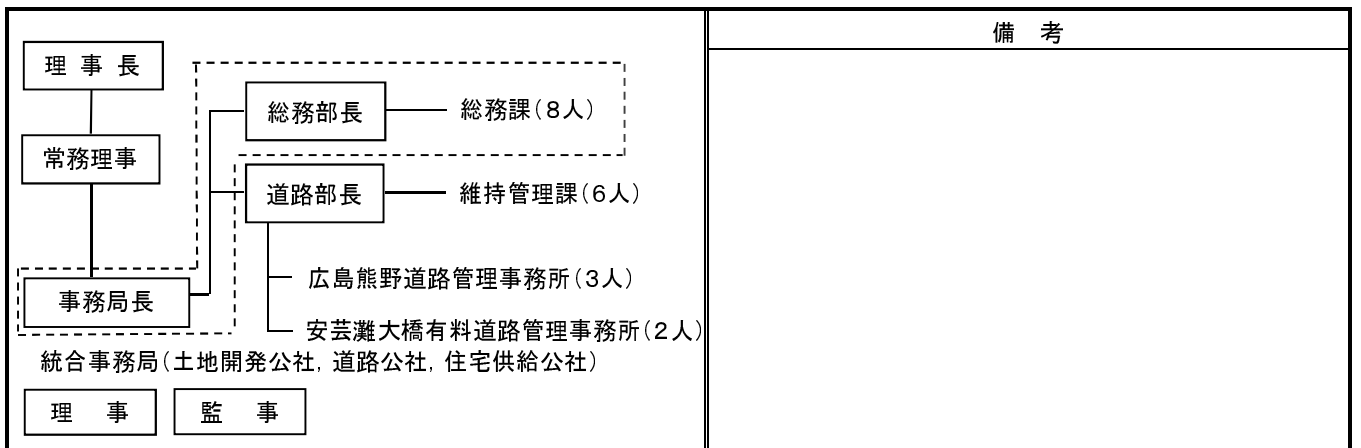 備　考
理 事 長
総務部長
総務課（8人）
常務理事
道路部長
維持管理課（6人）
広島熊野道路管理事務所（3人）
事務局長
安芸灘大橋有料道路管理事務所（2人）
統合事務局（土地開発公社，道路公社，住宅供給公社）
理　事
監　事